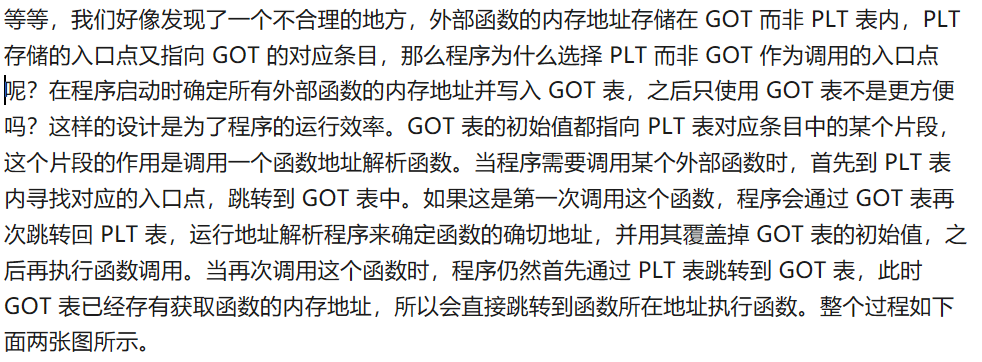 等等，我们好像发现了一个不合理的地方，外部函数的内存地址存储在 GOT 而非 PLT 表内，PLT
存储的入口点又指向 GOT 的对应条目，那么程序为什么选择 PLT 而非 GOT 作为调用的入口点
呢？在程序启动时确定所有外部函数的内存地址并写入 GOT 表，之后只使用 GOT 表不是更方便
吗？这样的设计是为了程序的运行效率。GOT 表的初始值都指向 PLT 表对应条目中的某个片段，
这个片段的作用是调用一个函数地址解析函数。当程序需要调用某个外部函数时，首先到 PLT 表
内寻找对应的入口点，跳转到 GOT 表中。如果这是第一次调用这个函数，程序会通过 GOT 表再
次跳转回 PLT 表，运行地址解析程序来确定函数的确切地址，并用其覆盖掉 GOT 表的初始值，之
后再执行函数调用。当再次调用这个函数时，程序仍然首先通过 PLT 表跳转到 GOT 表，此时
GOT 表已经存有获取函数的内存地址，所以会直接跳转到函数所在地址执行函数。整个过程如下
面两张图所示。